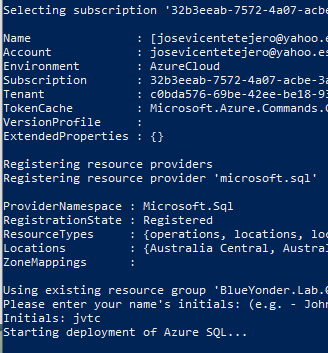 Selecting subscription '32b3eeab-7572-4a07-acbe
Name : [josevicentetejero@yahoo.
Account : josevicentetejero@yahoo.es
Environment : AzureCloud
Subscription : 32b3eeab-7572-4a07-acbe-3a
Tenant : c0bda576-69be-42ee-be18-93
TokenCache : Microsoft.Azure.Commands.C
VersionProfile :
ExtendedProperties : {}
Registering resource providers
Registering resource provider 'microsoft.sql'
ProviderNamespace : Microsoft.Sql
RegistrationState : Registered
ResourceTypes : {operations, locations, loc
Locations : {Australia Central, Austral
ZoneMappings :
Using existing resource group 'BlueYonder.Lab.0
Please enter your name's initials: (e.g. - John
Initials: jvtc
Starting deployment of Azure SQL...